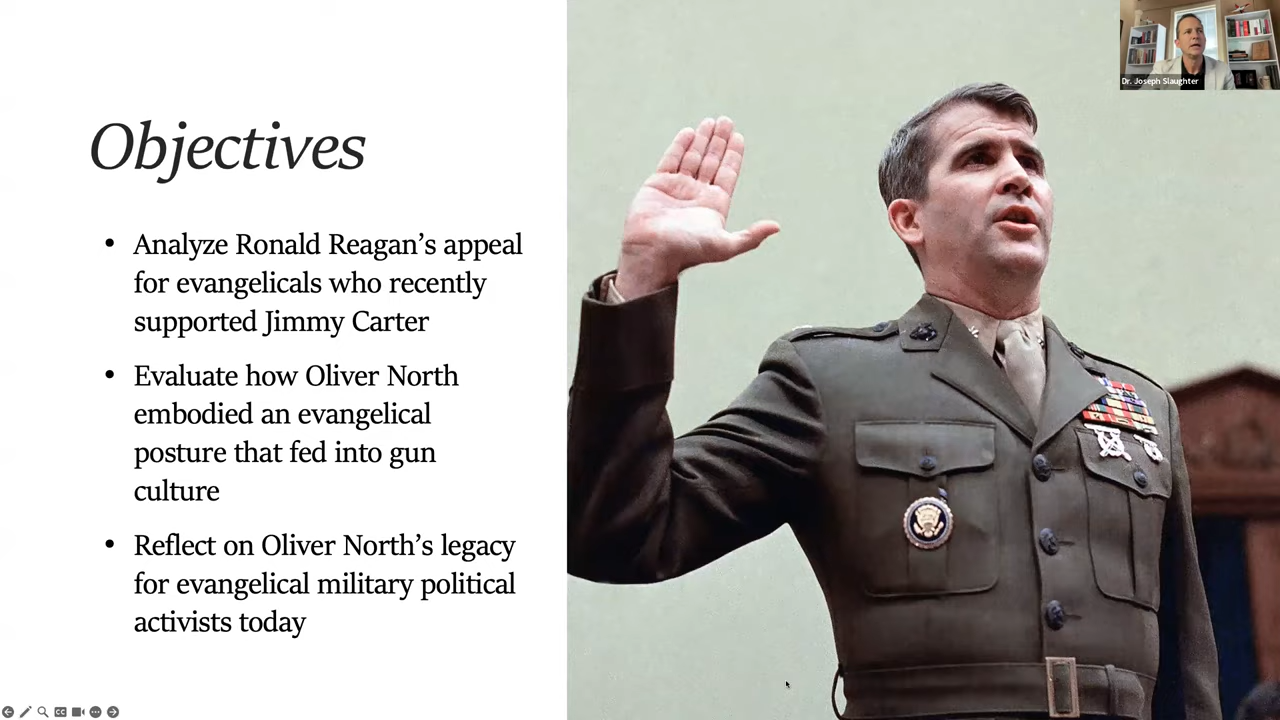 Objectives
• Analyze Ronald Reagan’s appeal
for evangelicals who recently
supported Jimmy Carter
• Evaluate how Oliver North
embodied an evangelical
posture that fed into gun
culture
• Reflect on Oliver North’s legacy
for evangelical military political
activists today
Dr. Joseph Slaughter
CC